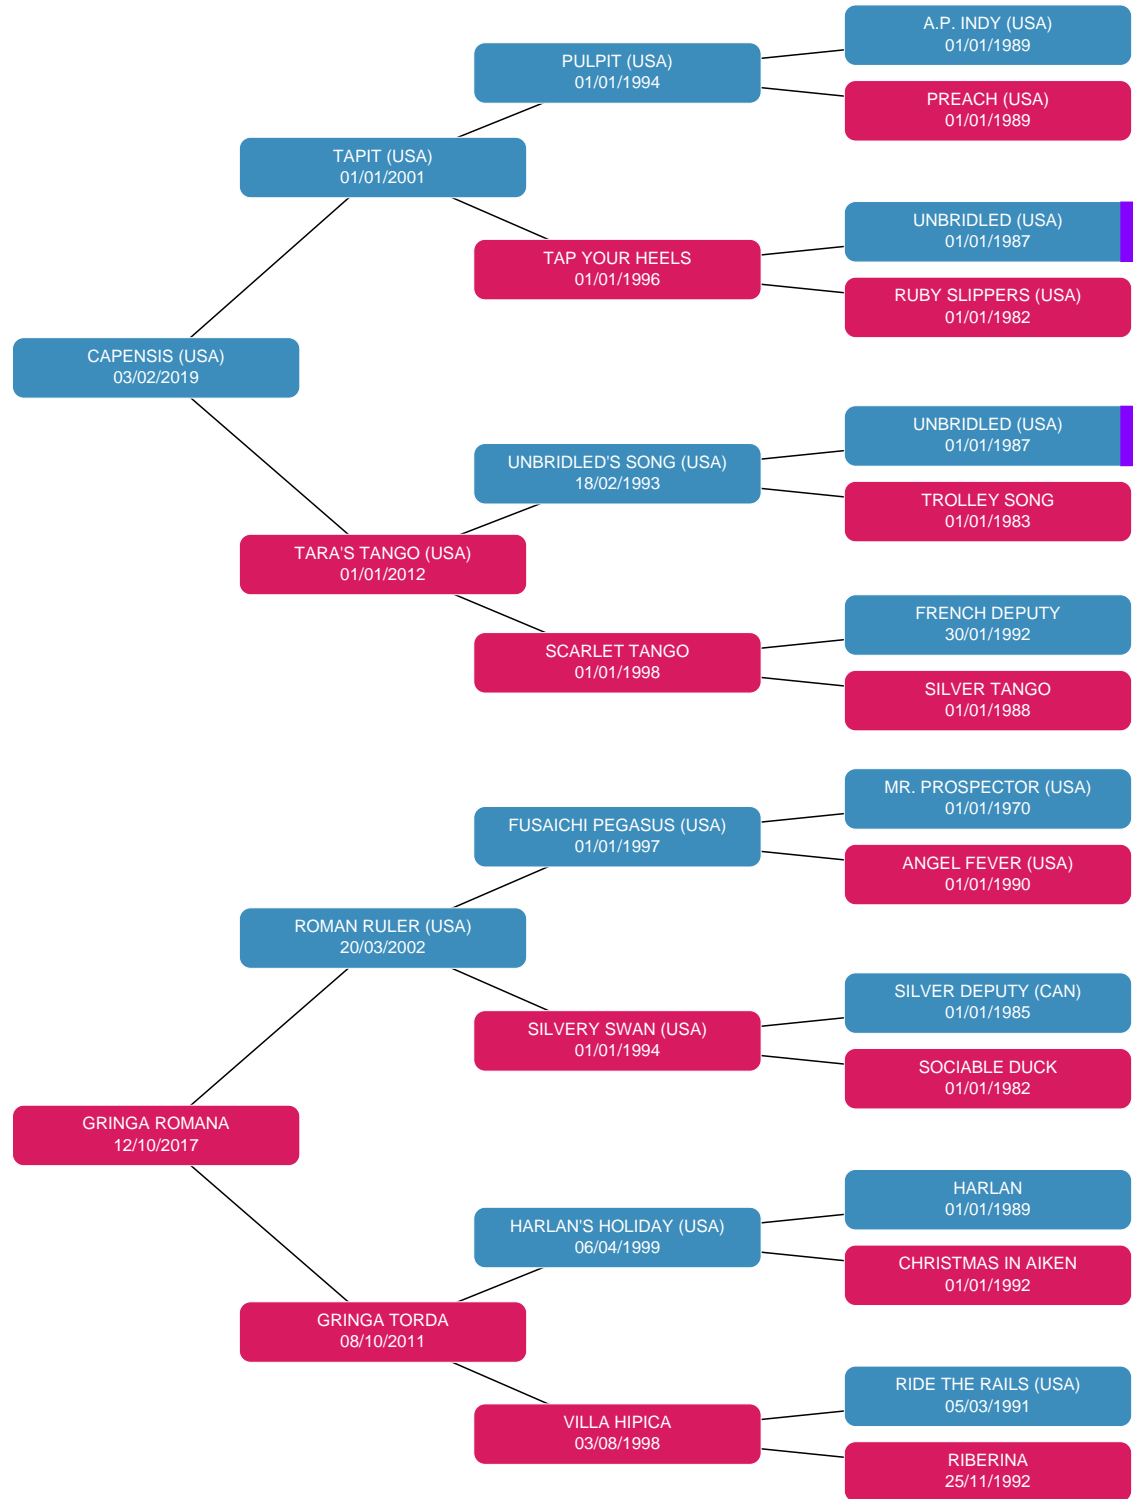 A.P. INDY (USA)
01/01/1989
PULPIT (USA)
01/01/1994
PREACH (USA)
01/01/1989
TAPIT (USA)
01/01/2001
UNBRIDLED (USA)
01/01/1987
TAP YOUR HEELS
01/01/1996
RUBY SLIPPERS (USA)
01/01/1982
CAPENSIS (USA)
03/02/2019
UNBRIDLED (USA)
01/01/1987
UNBRIDLED'S SONG (USA)
18/02/1993
TROLLEY SONG
01/01/1983
TARA'S TANGO (USA)
01/01/2012
FRENCH DEPUTY
30/01/1992
SCARLET TANGO
01/01/1998
SILVER TANGO
01/01/1988
MR. PROSPECTOR (USA)
01/01/1970
FUSAICHI PEGASUS (USA)
01/01/1997
ANGEL FEVER (USA)
01/01/1990
ROMAN RULER (USA)
20/03/2002
SILVER DEPUTY (CAN)
01/01/1985
SILVERY SWAN (USA)
01/01/1994
SOCIABLE DUCK
01/01/1982
GRINGA ROMANA
12/10/2017
HARLAN
01/01/1989
HARLAN'S HOLIDAY (USA)
06/04/1999
CHRISTMAS IN AIKEN
01/01/1992
GRINGA TORDA
08/10/2011
RIDE THE RAILS (USA)
05/03/1991
VILLA HIPICA
03/08/1998
RIBERINA
25/11/1992